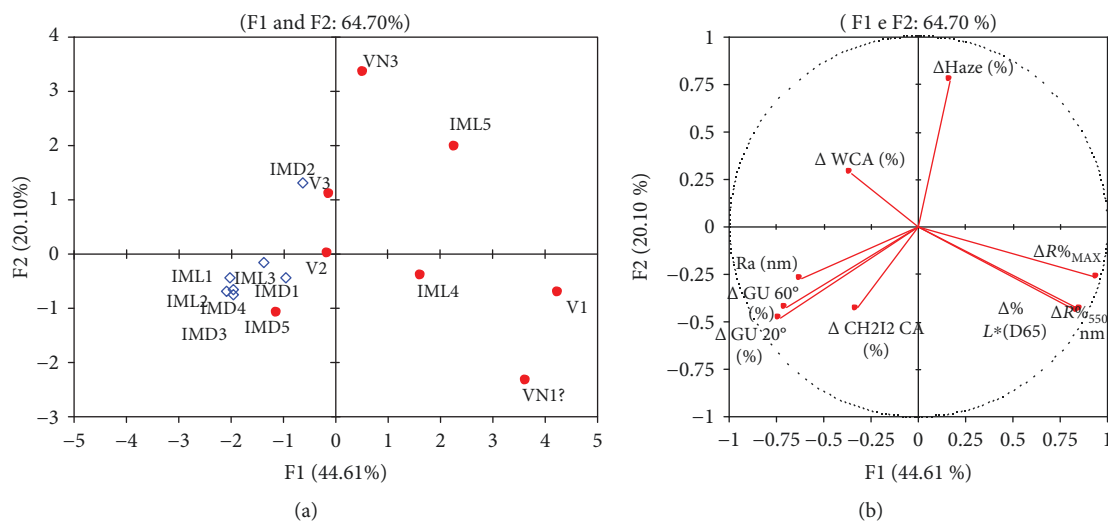 (F1 and F2: 64.70%)
4
3
2
1
0
−1
−2
−3
F2 (20.10%)
VN3
IML5
IMD2
V3
V2
IML1
IML3
IML2
IMD1
IMD4
IMD3
IMD5
IML4
V1
VN1?
−5
−4
−3
−2
−1
0
1
2
3
4
5
F1 (44.61%)
(a)
( F1 e F2: 64.70 %)
1
0.75
0.5
0.25
0
−0.25
−0.5
−0.75
−1
F2 (20.10 %)
ΔHaze (%)
Δ WCA (%)
Ra (nm)
Δ GU 60°
(%)
Δ GU 20°
(%)
Δ CH2I2 CA
(%)
ΔR%MAX
Δ%
L*(D65)
ΔR%550
nm
−1
−0.75
−0.5
−0.25
0
0.25
0.5
0.75
1
F1 (44.61 %)
(b)